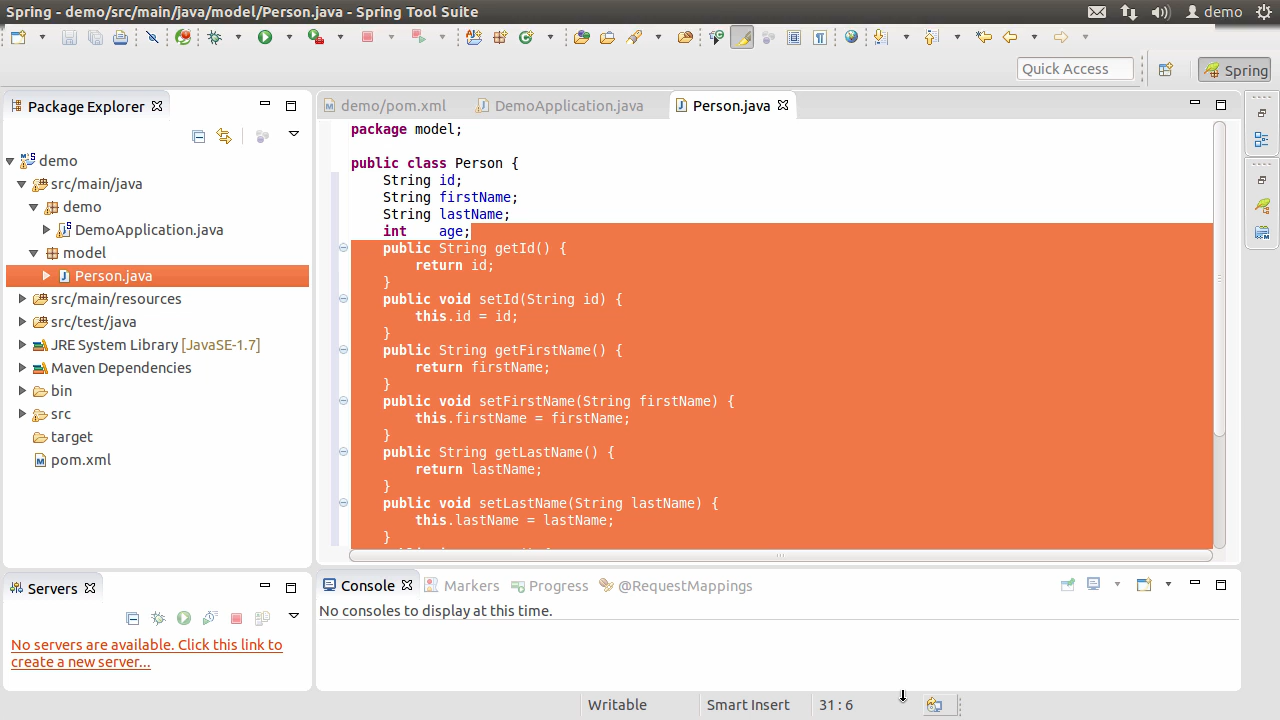 Spring - demo/src/main/java/model/Person.java - Spring Tool Suite
demo
Quick Access
Spring
Package Explorer
demo
src/main/java
demo
DemoApplication.java
model
Person.java
src/main/resources
src/test/java
JRE System Library [JavaSE-1.7]
Maven Dependencies
bin
src
target
pom.xml
demo/pom.xml
DemoApplication.java
Person.java
package model;
public class Person {
String id;
String firstName;
String lastName;
int age;
public String getId() {
return id;
}
public void setId(String id) {
this.id = id;
}
public String getFirstName() {
return firstName;
}
public void setFirstName(String firstName) {
this.firstName = firstName;
}
public String getLastName() {
return lastName;
}
public void setLastName(String lastName) {
this.lastName = lastName;
}
Servers
No servers are available. Click this link to
create a new server...
Console
Markers
Progress
@RequestMappings
No consoles to display at this time.
Writable
Smart Insert
31 : 6